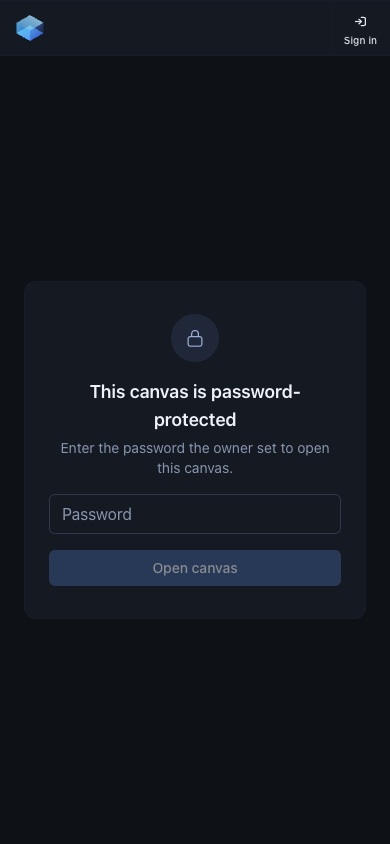 Sign in
This canvas is password-
protected
Enter the password the owner set to open
this canvas.
Password
Open canvas